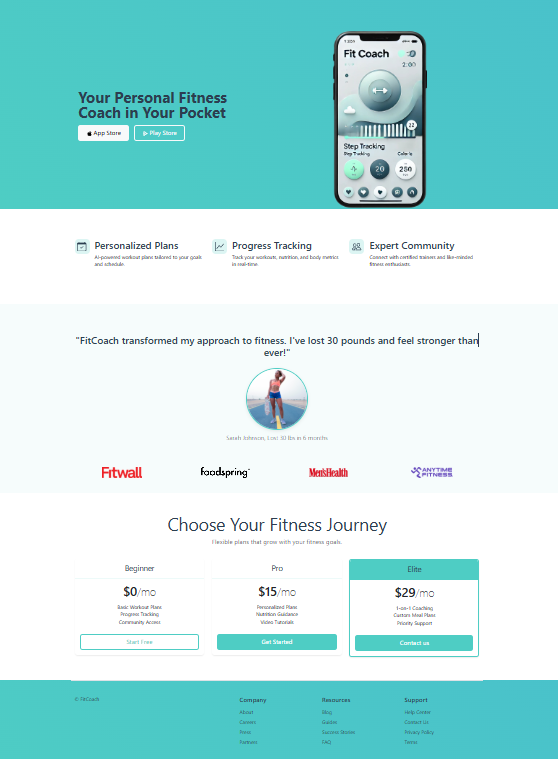 Fit Coach
2:00
22
Step Tracking
Step Tracking
20
250
Your Personal Fitness
Coach in Your Pocket
App Store
Play Store
Personalized Plans
AI-powered workout plans tailored to your goals
and schedule.
Progress Tracking
Track your workouts, nutrition, and body metrics
in real-time.
Expert Community
Connect with certified trainers and like-minded
fitness enthusiasts.
"FitCoach transformed my approach to fitness. I've lost 30 pounds and feel stronger than
ever!"
Sarah Johnson, Lost 30 lbs in 6 months
Fitwall
foodspring
Men'sHealth
ANYTIME
FITNESS
Choose Your Fitness Journey
Flexible plans that grow with your fitness goals.
Beginner
$0/mo
Basic Workout Plans
Progress Tracking
Community Access
Start Free
Pro
$15/mo
Personalized Plans
Nutrition Guidance
Video Tutorials
Get Started
Elite
$29/mo
1-on-1 Coaching
Custom Meal Plans
Priority Support
Contact us
© FitCoach
Company
About
Careers
Press
Partners
Resources
Blog
Guides
Success Stories
FAQ
Support
Help Center
Contact Us
Privacy Policy
Terms